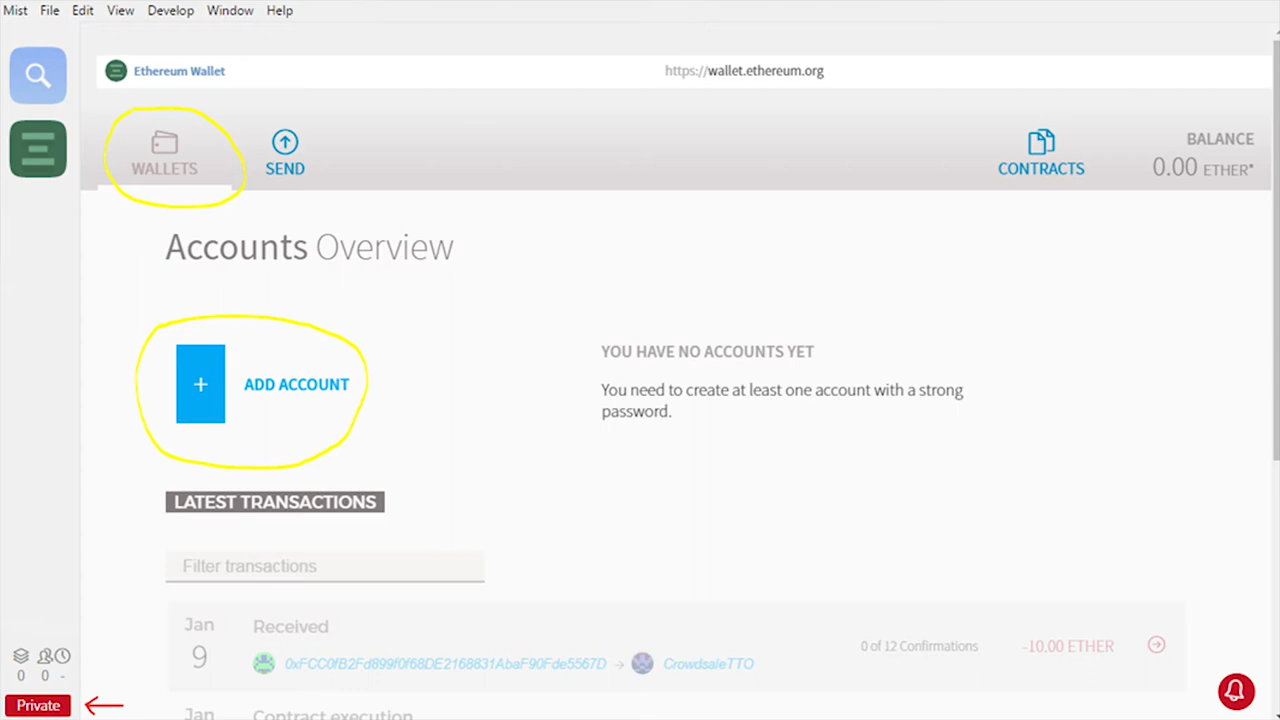 Mist File Edit View Develop Window Help
Ethereum Wallet https://wallet.ethereum.org
WALLETS SEND CONTRACTS BALANCE
0.00 ETHER*
Accounts Overview
YOU HAVE NO ACCOUNTS YET
+ ADD ACCOUNT
You need to create at least one account with a strong
password.
LATEST TRANSACTIONS
Filter transactions
Jan
9
Received
0xFCC0fB2Fd899f0f68DE2168831AbaF90Fde5567D → CrowdsaleTTO
0 of 12 Confirmations
-10.00 ETHER
0 0 -
Private
Jan
Contract execution